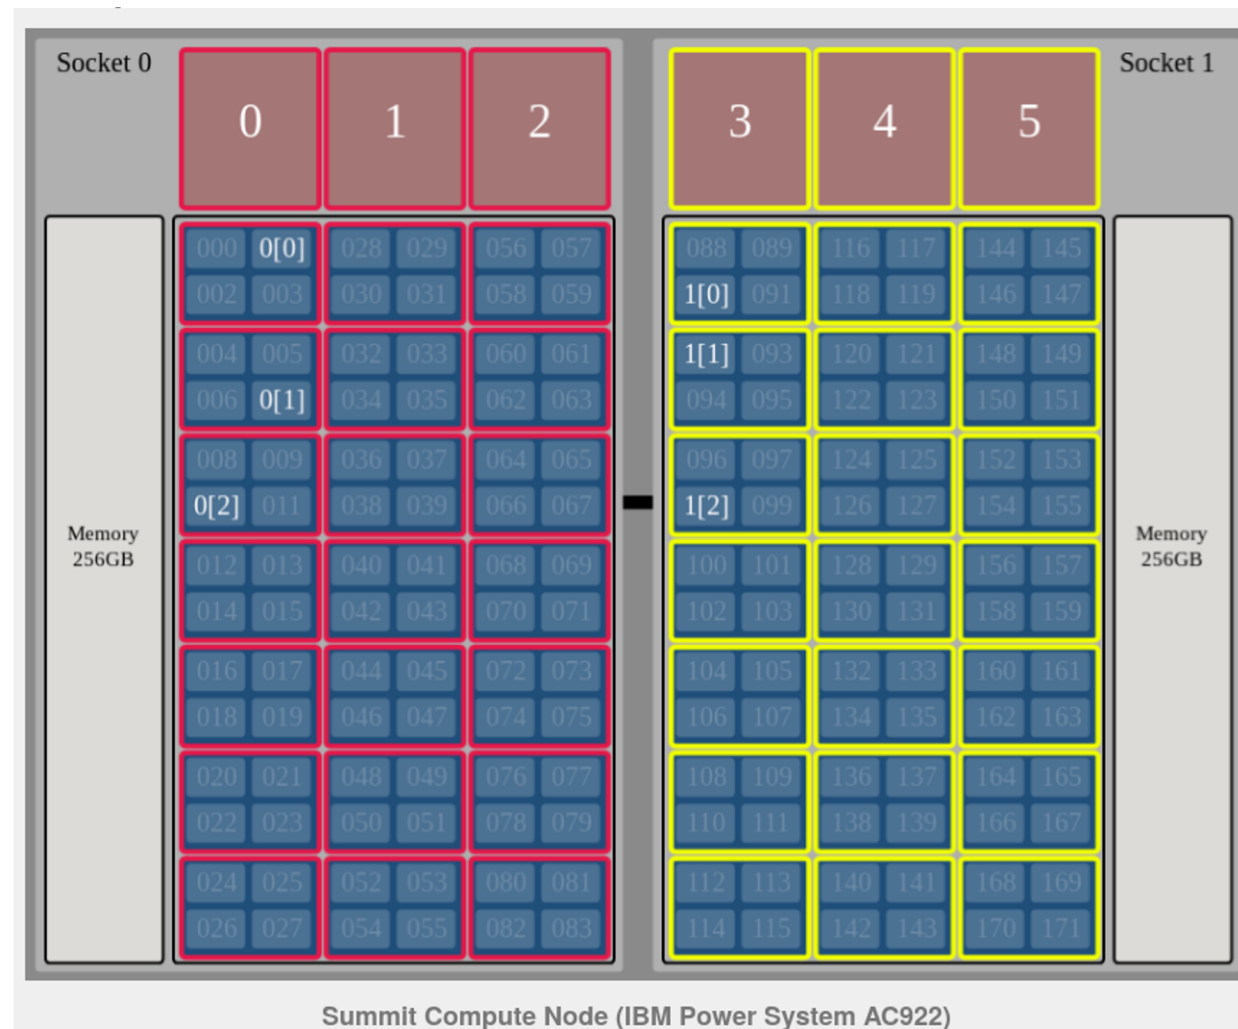 Socket 0 0 1 2 3 4 5 Socket 1
000 0[0] 028 029 056 057 088 089 116 117 144 145
002 003 030 031 058 059 1[0] 091 118 119 146 147
004 005 032 033 060 061 1[1] 093 120 121 148 149
006 0[1] 034 035 062 063 094 095 122 123 150 151
008 009 036 037 064 065 096 097 124 125 152 153
0[2] 011 038 039 066 067 1[2] 099 126 127 154 155
Memory Memory
256GB 256GB
012 013 040 041 068 069 100 101 128 129 156 157
014 015 042 043 070 071 102 103 130 131 158 159
016 017 044 045 072 073 104 105 132 133 160 161
018 019 046 047 074 075 106 107 134 135 162 163
020 021 048 049 076 077 108 109 136 137 164 165
022 023 050 051 078 079 110 111 138 139 166 167
024 025 052 053 080 081 112 113 140 141 168 169
026 027 054 055 082 083 114 115 142 143 170 171
Summit Compute Node (IBM Power System AC922)